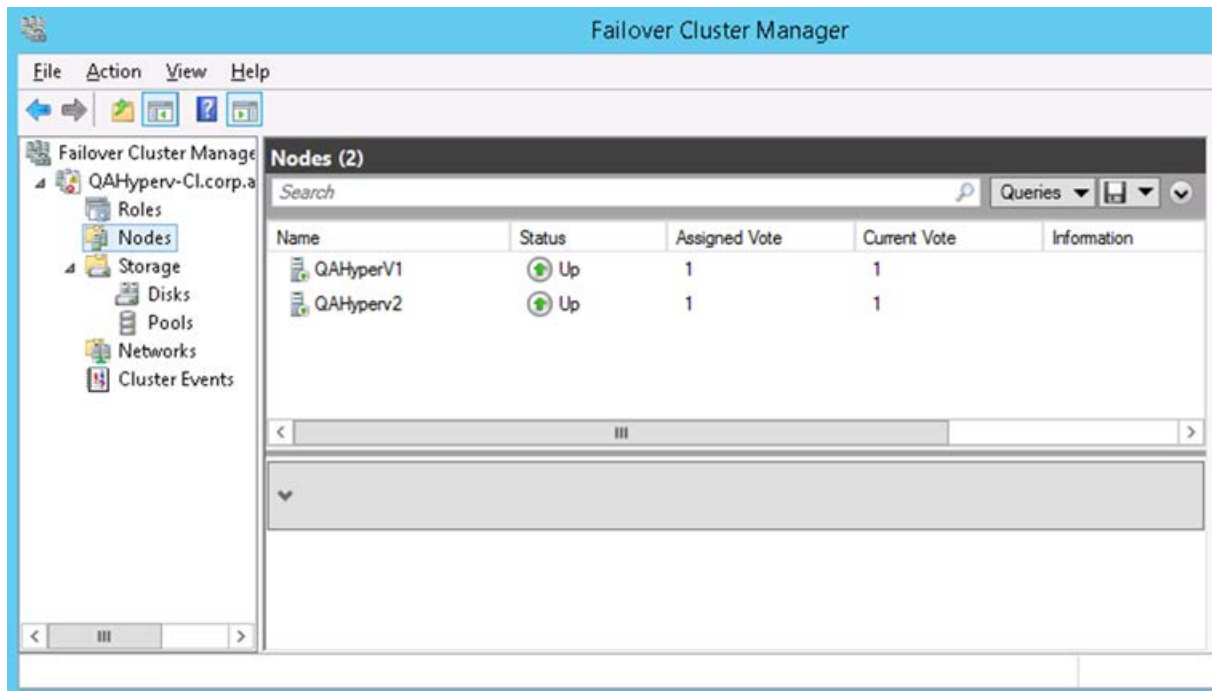 Failover Cluster Manager
File Action View Help
Failover Cluster Manage
QAHyperv-Cl.corp.a
Roles
Nodes
Storage
Disks
Pools
Networks
Cluster Events
Nodes (2)
Search
Queries
Name Status Assigned Vote Current Vote Information
QAHyperV1 Up 1 1
QAHyperv2 Up 1 1